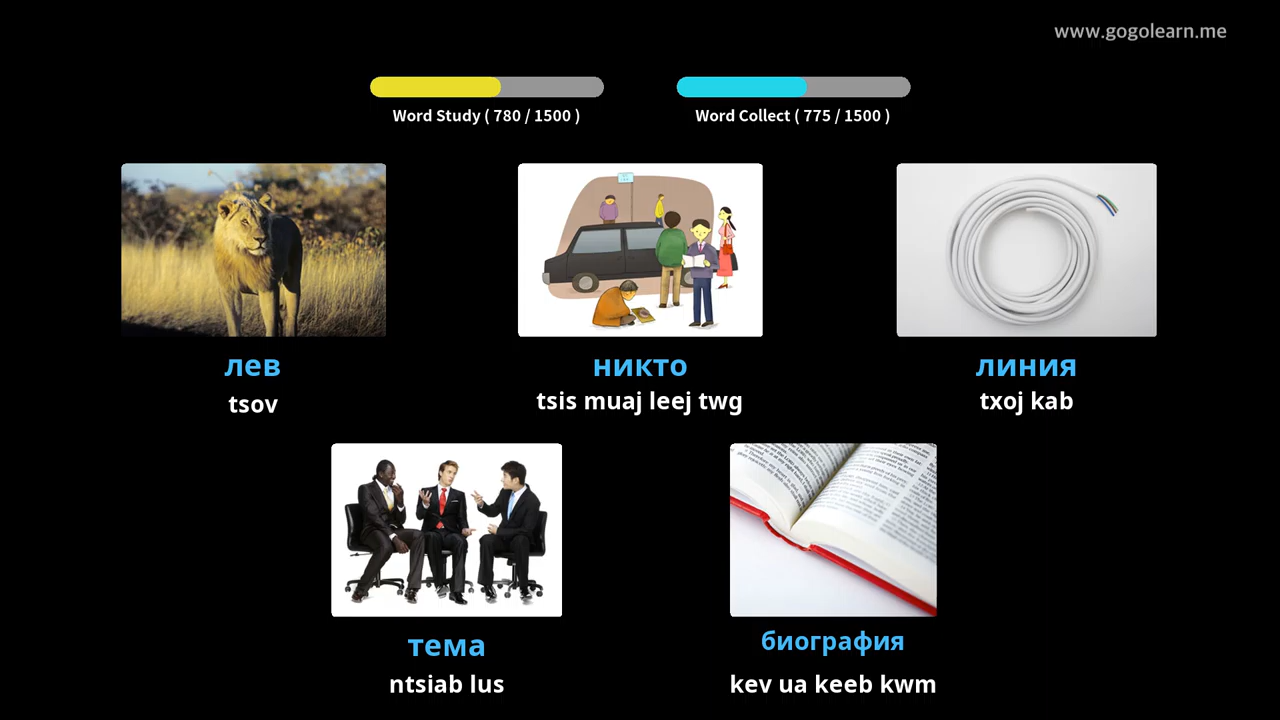 www.gogolearn.me
Word Study ( 780 / 1500 )
Word Collect ( 775 / 1500 )
лев
tsov
никто
tsis muaj leej twg
линия
txoj kab
тема
ntsiab lus
биография
kev ua keeb kwm